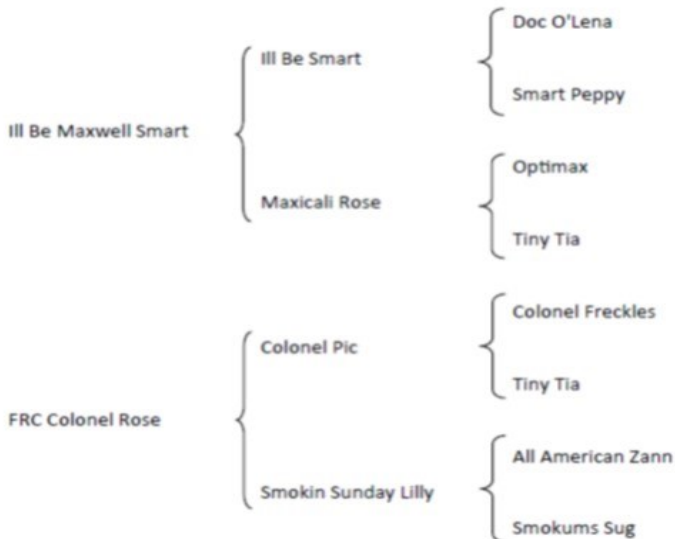 Doc O'Lena
Ill Be Smart
Smart Peppy
Ill Be Maxwell Smart
Optimax
Maxicali Rose
Tiny Tia
Colonel Freckles
Colonel Pic
Tiny Tia
FRC Colonel Rose
All American Zann
Smokin Sunday Lilly
Smokums Sug